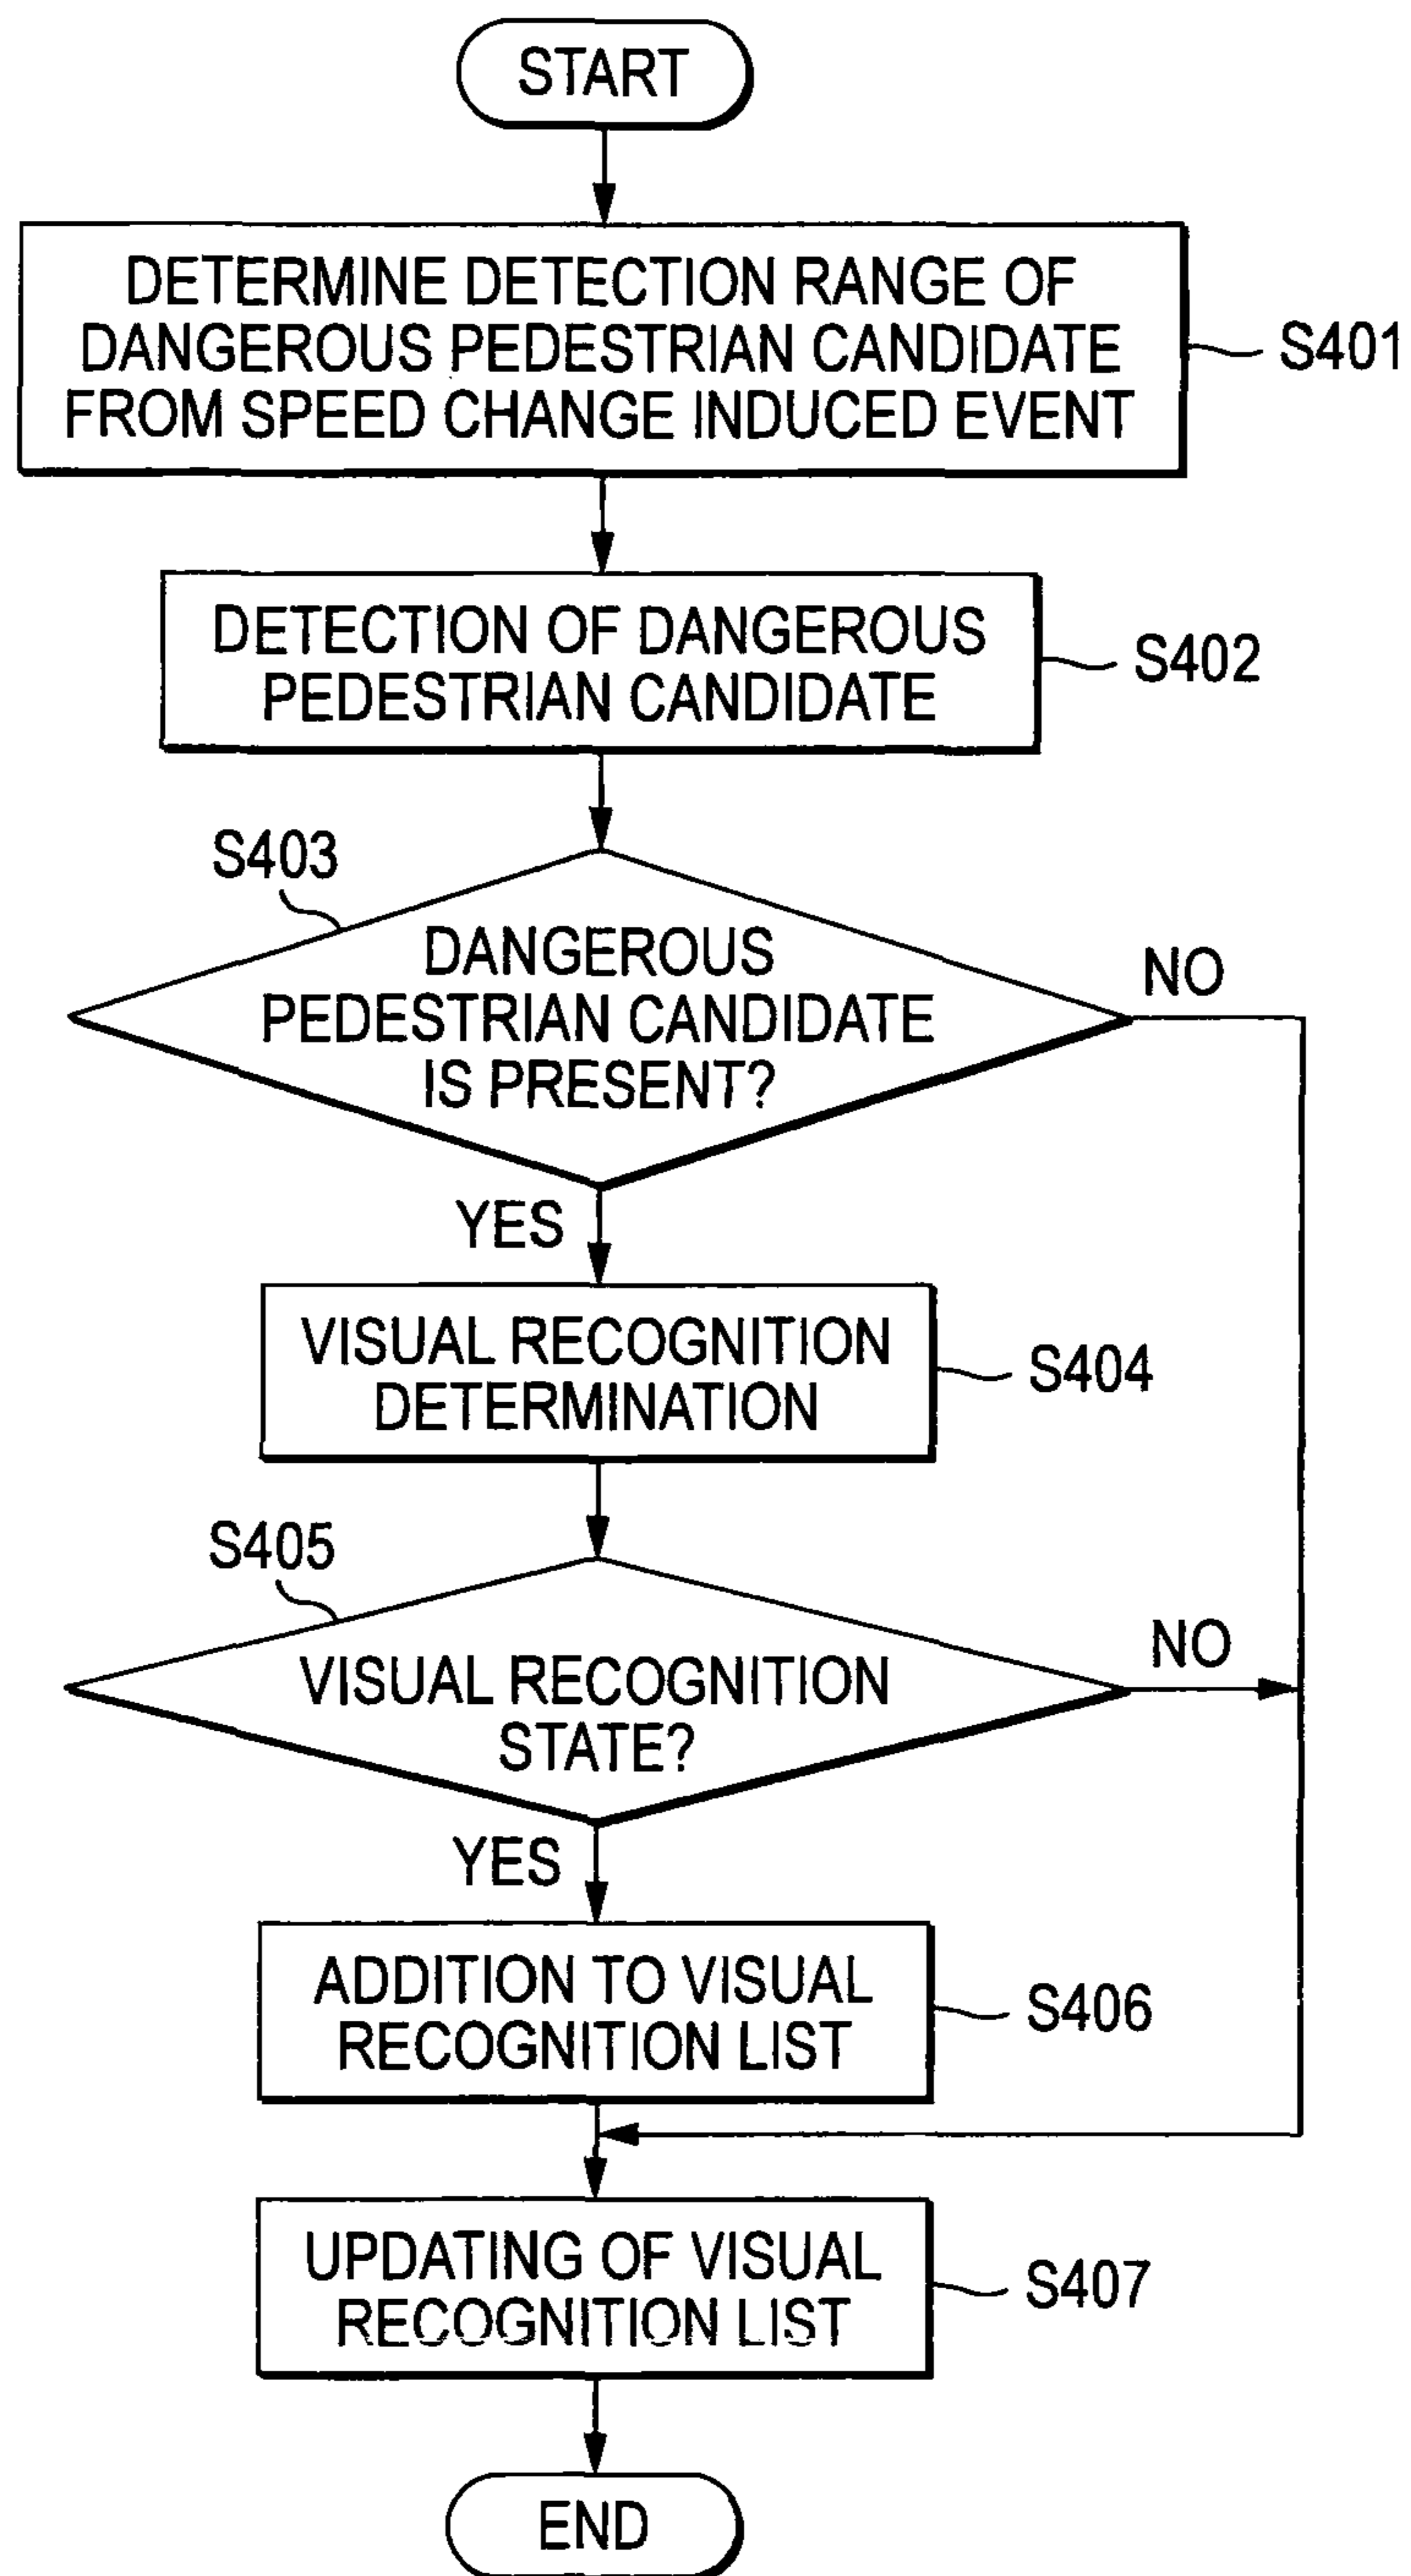 START
DETERMINE DETECTION RANGE OF
DANGEROUS PEDESTRIAN CANDIDATE
FROM SPEED CHANGE INDUCED EVENT
S401
DETECTION OF DANGEROUS
PEDESTRIAN CANDIDATE
S402
S403
DANGEROUS
PEDESTRIAN CANDIDATE
IS PRESENT?
NO
YES
VISUAL RECOGNITION
DETERMINATION
S404
S405
VISUAL RECOGNITION
STATE?
NO
YES
ADDITION TO VISUAL
RECOGNITION LIST
S406
UPDATING OF VISUAL
RECOGNITION LIST
S407
END